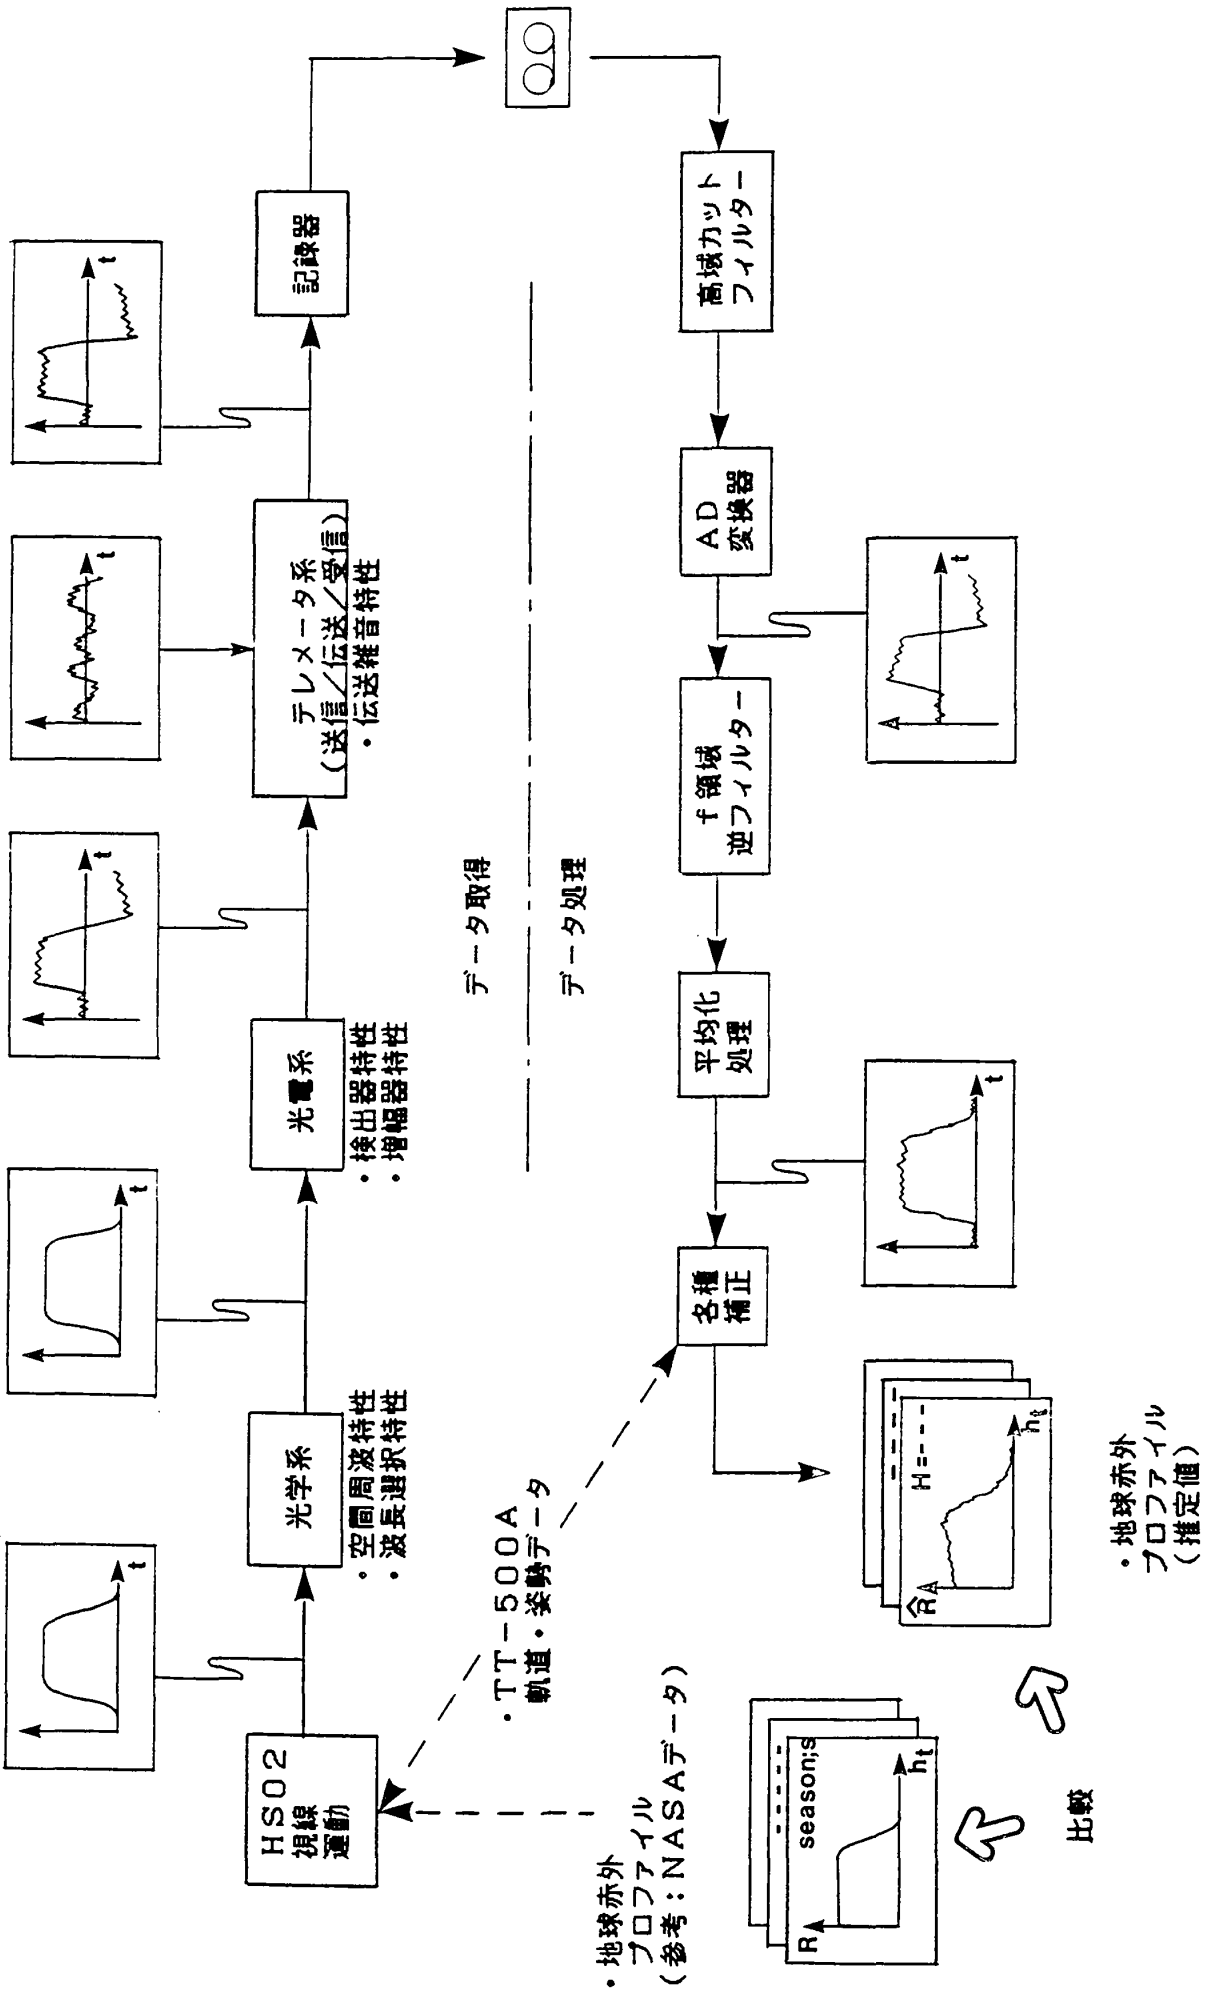 t
t
t
t
t
HS02
視線
運動
光学系
・空間周波特性
・波長選択特性
光電系
・検出器特性
・増幅器特性
テレメータ系
(送信/伝送/受信)
・伝送雑音特性
記録器
データ取得
データ処理
・TT-500A
軌道・姿勢データ
・地球赤外
プロファイル
(参考:NASAデータ)
各種
補正
平均化
処理
f領域
逆フィルター
AD
変換器
高域カット
フィルター
R
season;s
ht
比較
R̂
H=----
ht
t
t
・地球赤外
プロファイル
(推定値)